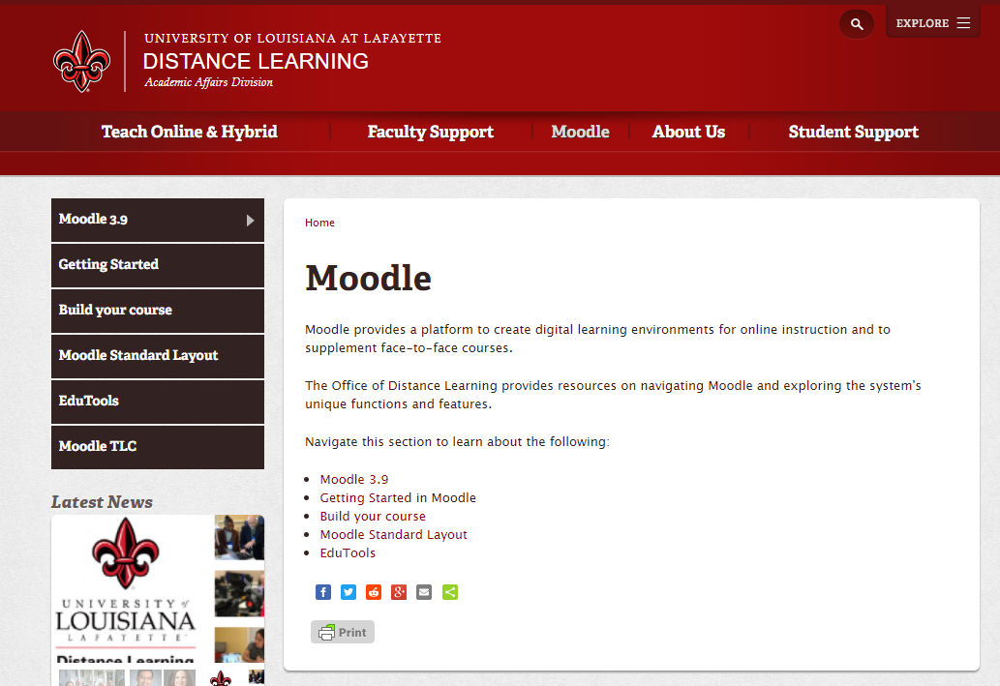 UNIVERSITY OF LOUISIANA AT LAFAYETTE
DISTANCE LEARNING
Academic Affairs Division
EXPLORE
Teach Online & Hybrid
Faculty Support
Moodle
About Us
Student Support
Moodle 3.9
Getting Started
Build your course
Moodle Standard Layout
EduTools
Moodle TLC
Latest News
UNIVERSITY of
LOUISIANA
LAFAYETTE
Distance Learning
Home
Moodle
Moodle provides a platform to create digital learning environments for online instruction and to
supplement face-to-face courses.
The Office of Distance Learning provides resources on navigating Moodle and exploring the system's
unique functions and features.
Navigate this section to learn about the following:
Moodle 3.9
Getting Started in Moodle
Build your course
Moodle Standard Layout
EduTools
Print